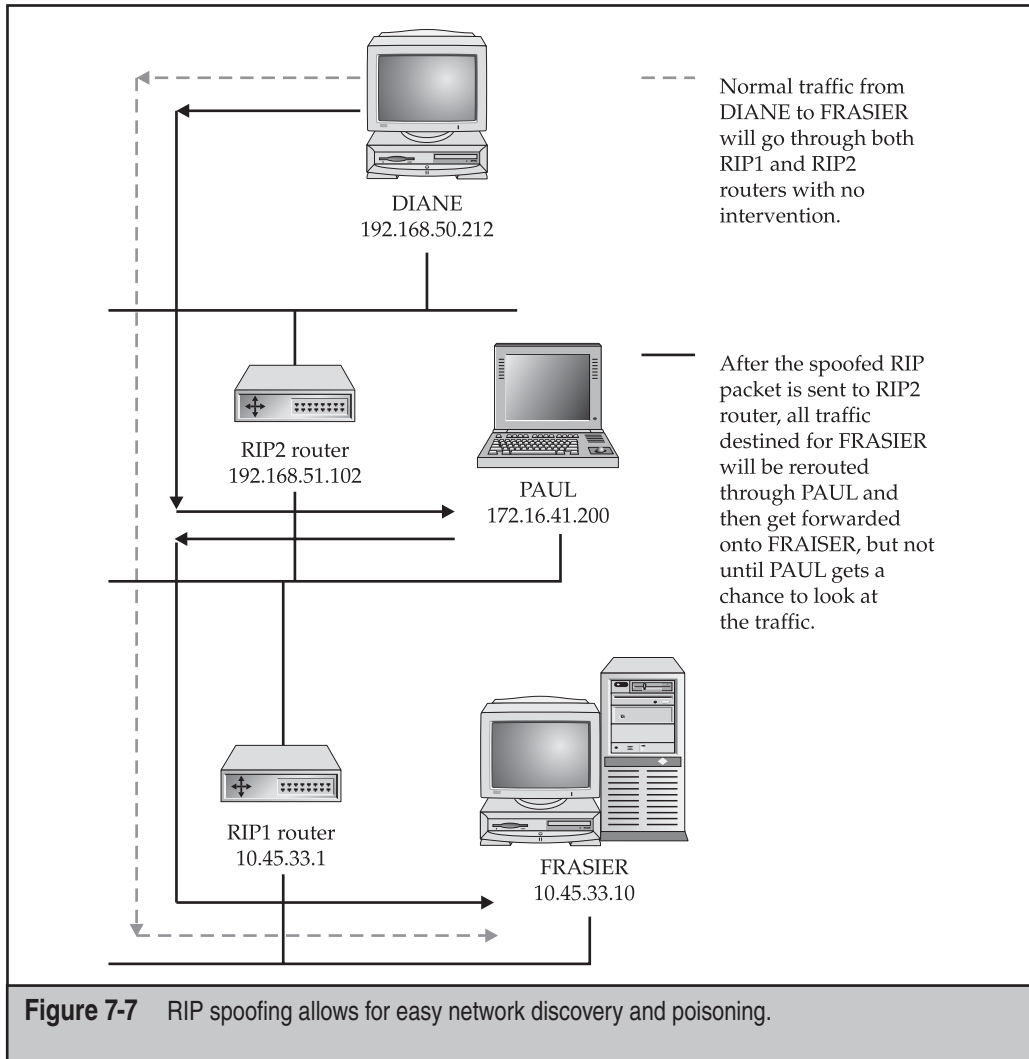 DIANE
192.168.50.212
Normal traffic from
DIANE to FRASIER
will go through both
RIP1 and RIP2
routers with no
intervention.
RIP2 router
192.168.51.102
PAUL
172.16.41.200
After the spoofed RIP
packet is sent to RIP2
router, all traffic
destined for FRASIER
will be rerouted
through PAUL and
then get forwarded
onto FRAISER, but not
until PAUL gets a
chance to look at
the traffic.
RIP1 router
10.45.33.1
FRASIER
10.45.33.10
Figure 7-7 RIP spoofing allows for easy network discovery and poisoning.